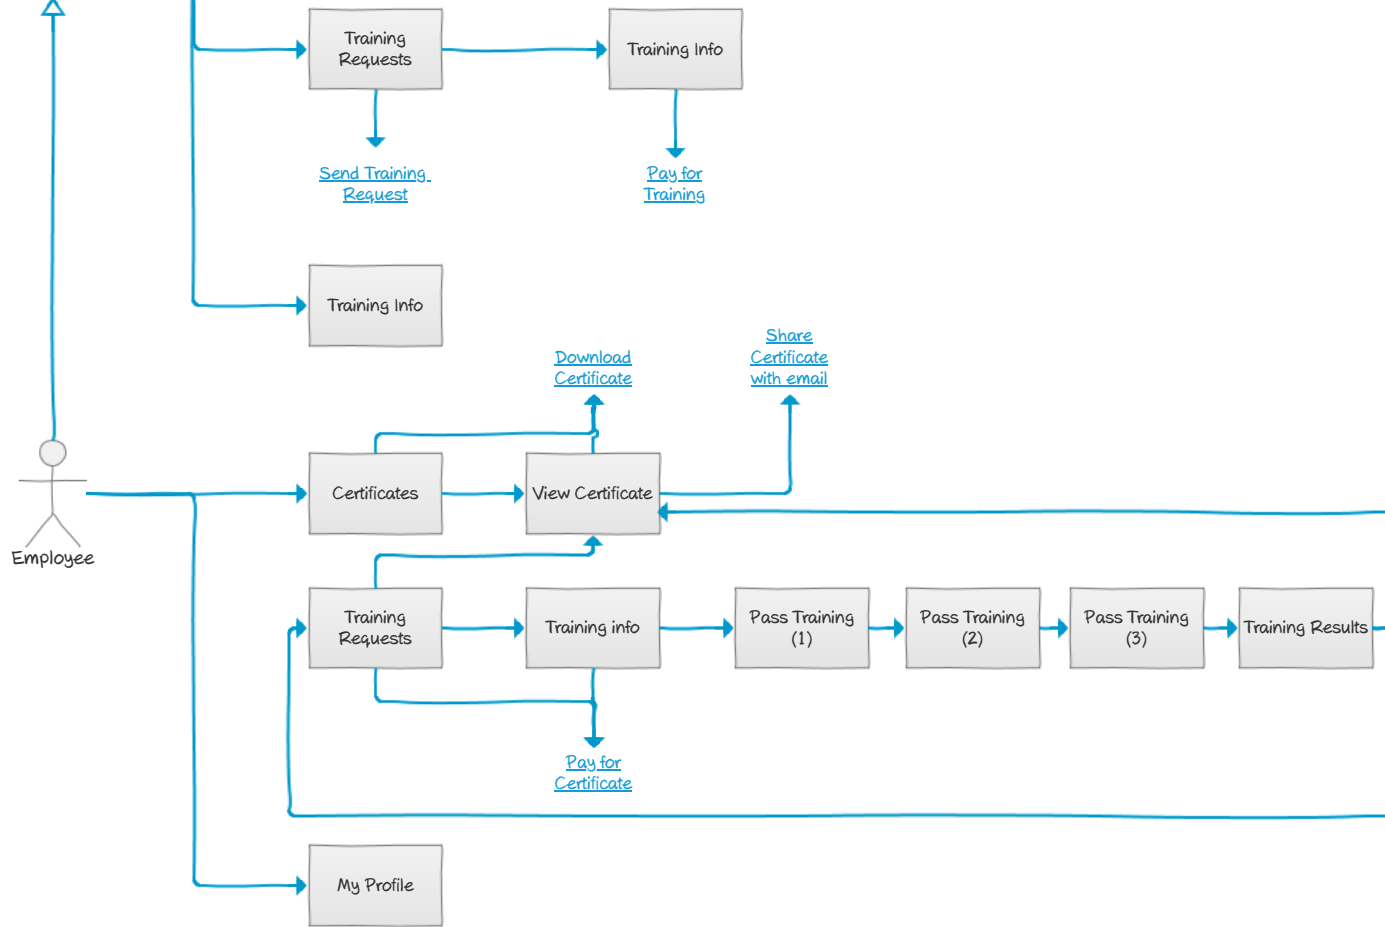 Training
Requests
Training Info
Send Training
Request
Pay for
Training
Training Info
Download
Certificate
Share
Certificate
with email
Certificates
View Certificate
Employee
Training
Requests
Training info
Pass Training
(1)
Pass Training
(2)
Pass Training
(3)
Training Results
Pay for
Certificate
My Profile